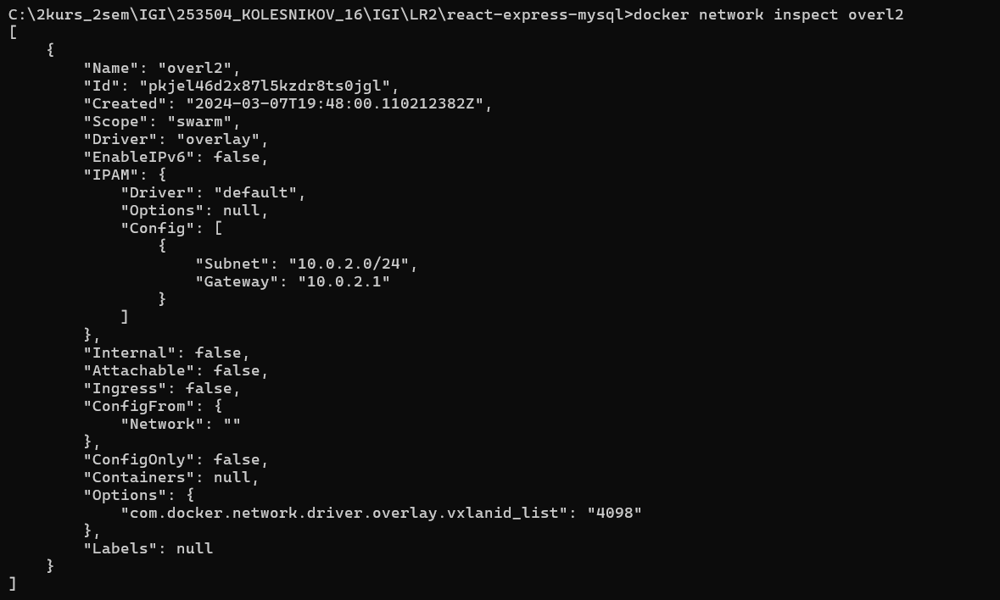 C:\2kurs_2sem\IGI\253504_KOLESNIKOV_16\IGI\LR2\react-express-mysql>docker network inspect overl2
[
    {
        "Name": "overl2",
        "Id": "pkjel46d2x87l5kzdr8ts0jgl",
        "Created": "2024-03-07T19:48:00.110212382Z",
        "Scope": "swarm",
        "Driver": "overlay",
        "EnableIPv6": false,
        "IPAM": {
            "Driver": "default",
            "Options": null,
            "Config": [
                {
                    "Subnet": "10.0.2.0/24",
                    "Gateway": "10.0.2.1"
                }
            ]
        },
        "Internal": false,
        "Attachable": false,
        "Ingress": false,
        "ConfigFrom": {
            "Network": ""
        },
        "ConfigOnly": false,
        "Containers": null,
        "Options": {
            "com.docker.network.driver.overlay.vxlanid_list": "4098"
        },
        "Labels": null
    }
]